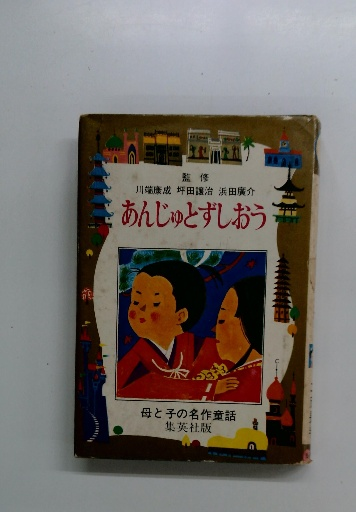 監修
川端康成 坪田譲治 浜田廣介
あんじゅとずしおう
母と子の名作童話
集英社版